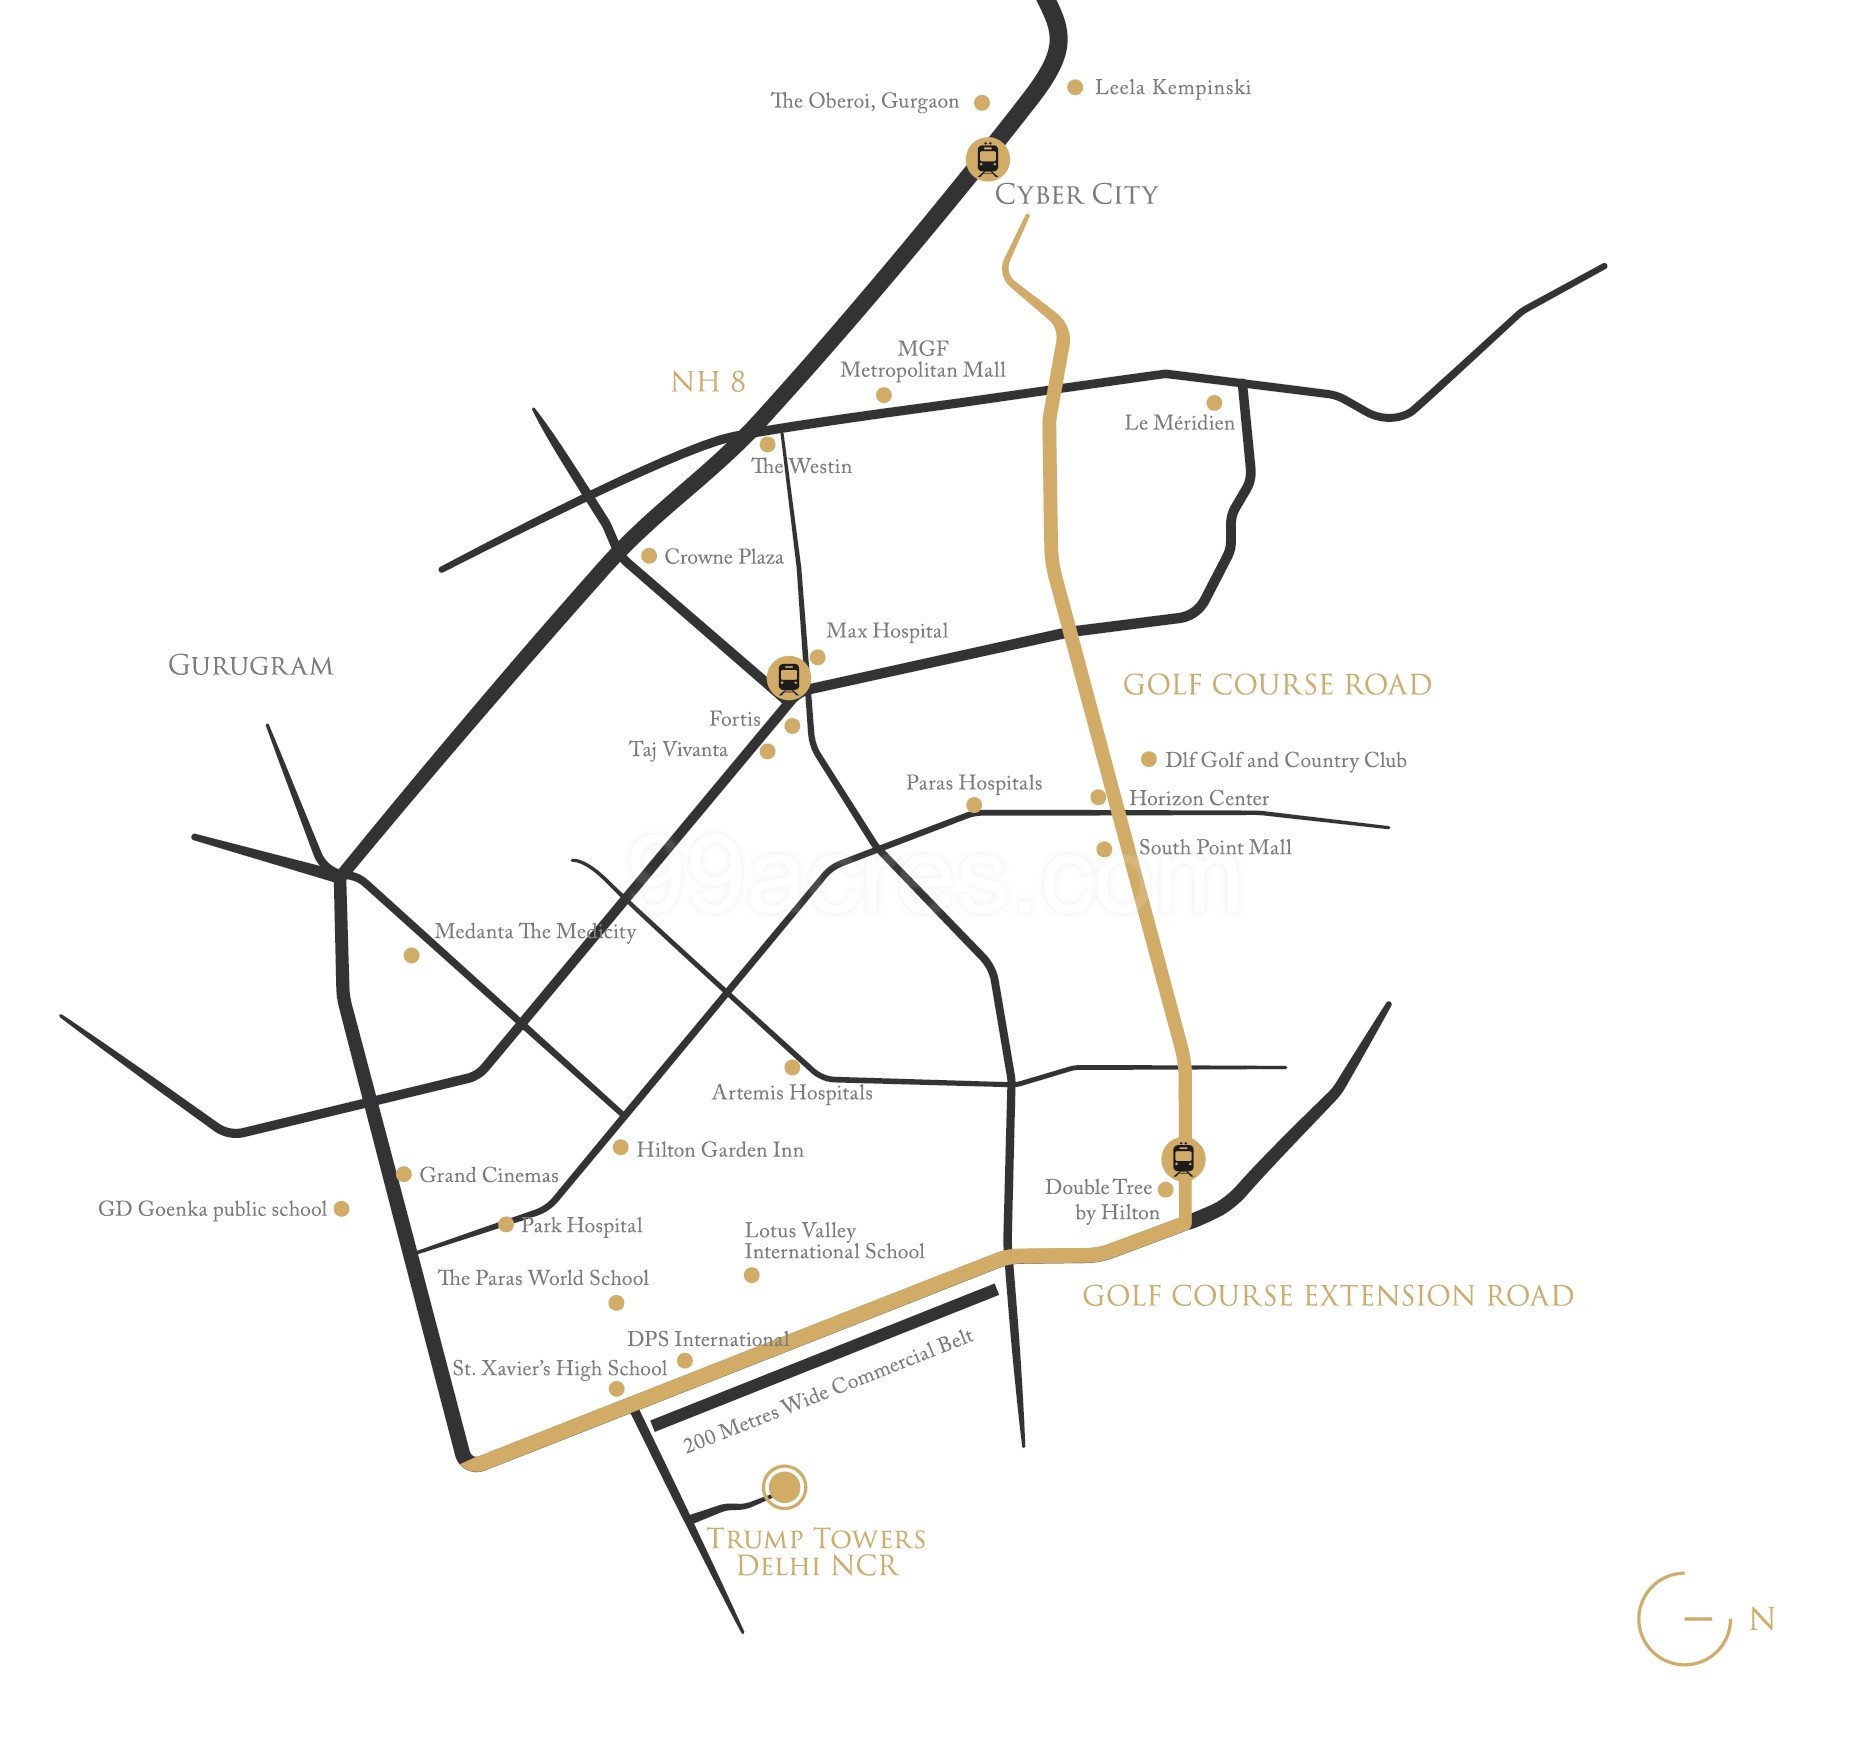 The Oberoi, Gurgaon
Leela Kempinski
CYBER CITY
NH 8
MGF
Metropolitan Mall
Le Méridien
The Westin
Crowne Plaza
Max Hospital
GURUGRAM
GOLF COURSE ROAD
Fortis
Taj Vivanta
Dlf Golf and Country Club
Paras Hospitals
Horizon Center
South Point Mall
99acres.com
Medanta The Medicity
Artemis Hospitals
Hilton Garden Inn
Grand Cinemas
Double Tree
by Hilton
GD Goenka public school
Park Hospital
Lotus Valley
International School
The Paras World School
GOLF COURSE EXTENSION ROAD
DPS International
St. Xavier's High School
200 Metres Wide Commercial Belt
TRUMP TOWERS
DELHI NCR
N